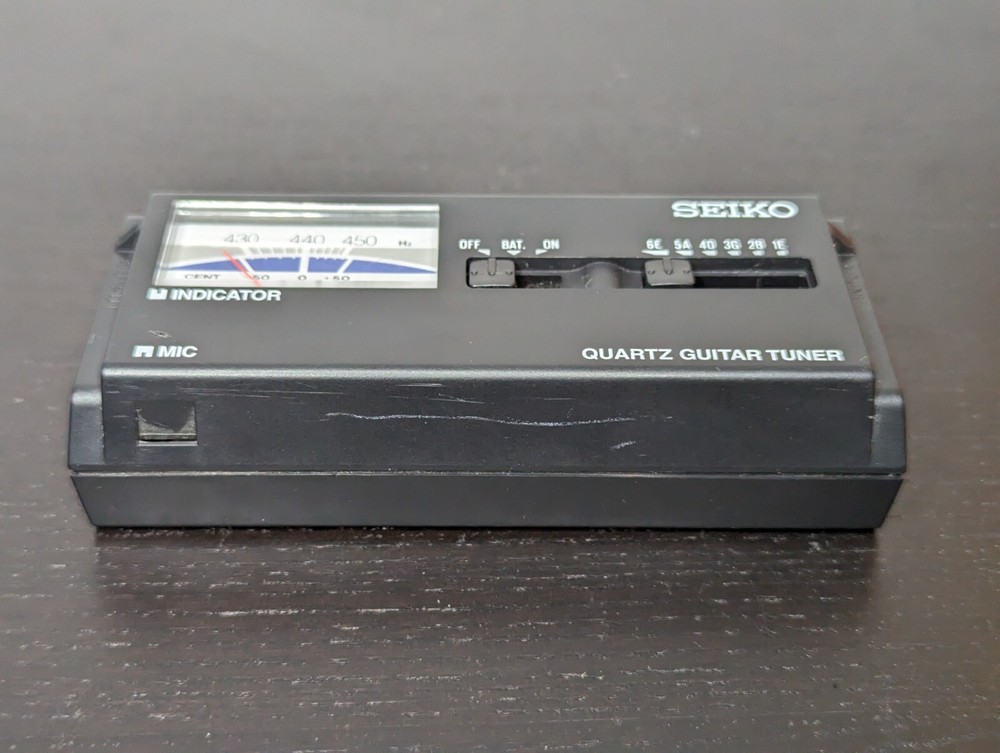 SEIKO
430 440 450 Hz
CENT -50 0 +50
OFF BAT. ON
6E 5A 4D 3G 2B 1E
INDICATOR
MIC
QUARTZ GUITAR TUNER